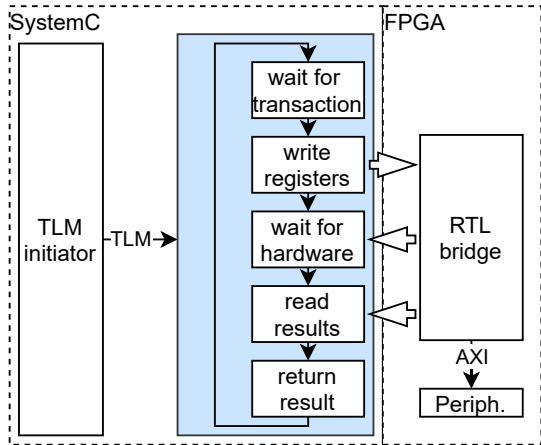 SystemC
FPGA
wait for
transaction
write
registers
TLM
initiator
TLM
wait for
hardware
RTL
bridge
read
results
AXI
return
result
Periph.